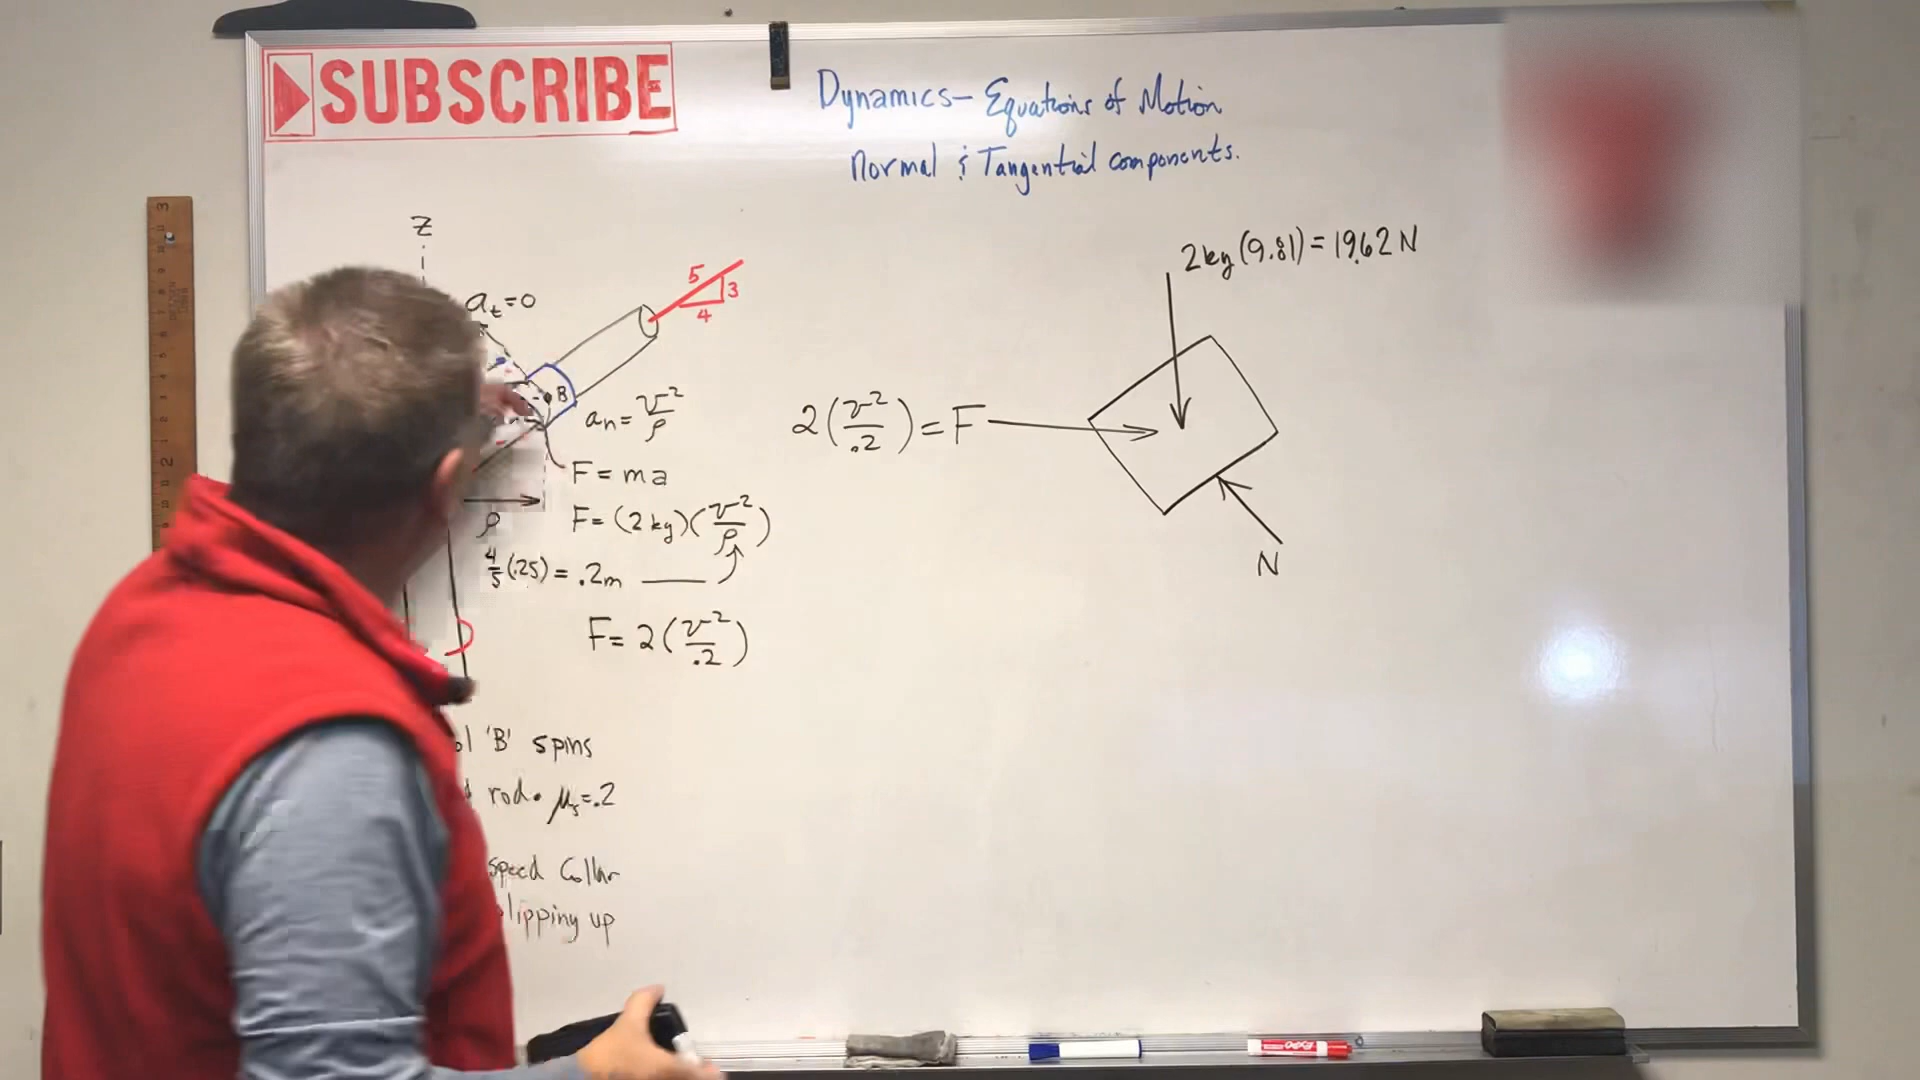 SUBSCRIBE
Dynamics - Equations of Motion
Normal & Tangential components.
Z
a_t = 0
5
3
4
B
a_n = v²/ρ
F = ma
ρ
F = (2 kg)(v²/ρ)
4/5 (.25) = .2m
F = 2(v²/.2)
'B' spins
rod. μs = .2
speed Collar
slipping up
2kg(9.81) = 19.62 N
2(v²/.2) = F
N